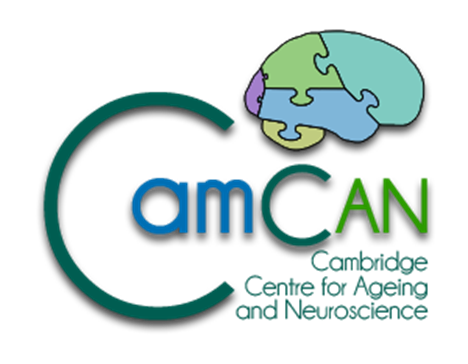 CamCAN
Cambridge
Centre for Ageing
and Neuroscience